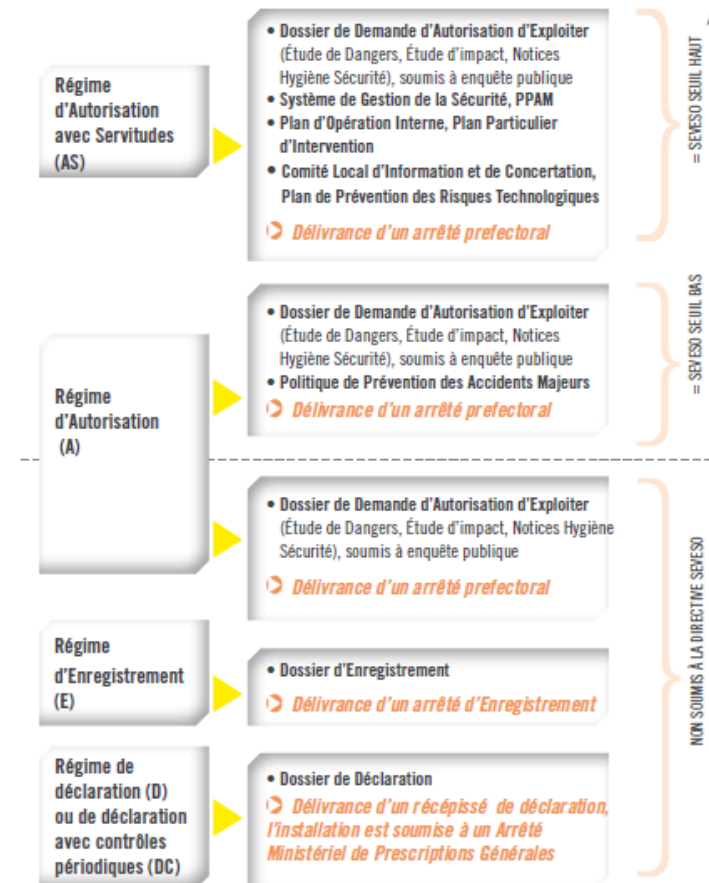 Régime
d'Autorisation
avec Servitudes
(AS)
• Dossier de Demande d'Autorisation d'Exploiter
(Étude de Dangers, Étude d'impact, Notices
Hygiène Sécurité), soumis à enquête publique
• Système de Gestion de la Sécurité, PPAM
• Plan d'Opération Interne, Plan Particulier
d'Intervention
• Comité Local d'Information et de Concertation,
Plan de Prévention des Risques Technologiques
Délivrance d'un arrêté prefectoral
= SEVESO SEUIL HAUT
Régime
d'Autorisation
(A)
• Dossier de Demande d'Autorisation d'Exploiter
(Étude de Dangers, Étude d'impact, Notices
Hygiène Sécurité), soumis à enquête publique
• Politique de Prévention des Accidents Majeurs
Délivrance d'un arrêté prefectoral
= SEVESO SEUIL BAS
• Dossier de Demande d'Autorisation d'Exploiter
(Étude de Dangers, Étude d'impact, Notices Hygiène
Sécurité), soumis à enquête publique
Délivrance d'un arrêté prefectoral
Régime
d'Enregistrement
(E)
• Dossier d'Enregistrement
Délivrance d'un arrêté d'Enregistrement
Régime de
déclaration (D)
ou de déclaration
avec contrôles
périodiques (DC)
• Dossier de Déclaration
Délivrance d'un récépissé de déclaration,
l'installation est soumise à un Arrêté
Ministériel de Prescriptions Générales
NON SOUMIS À LA DIRECTIVE SEVESO